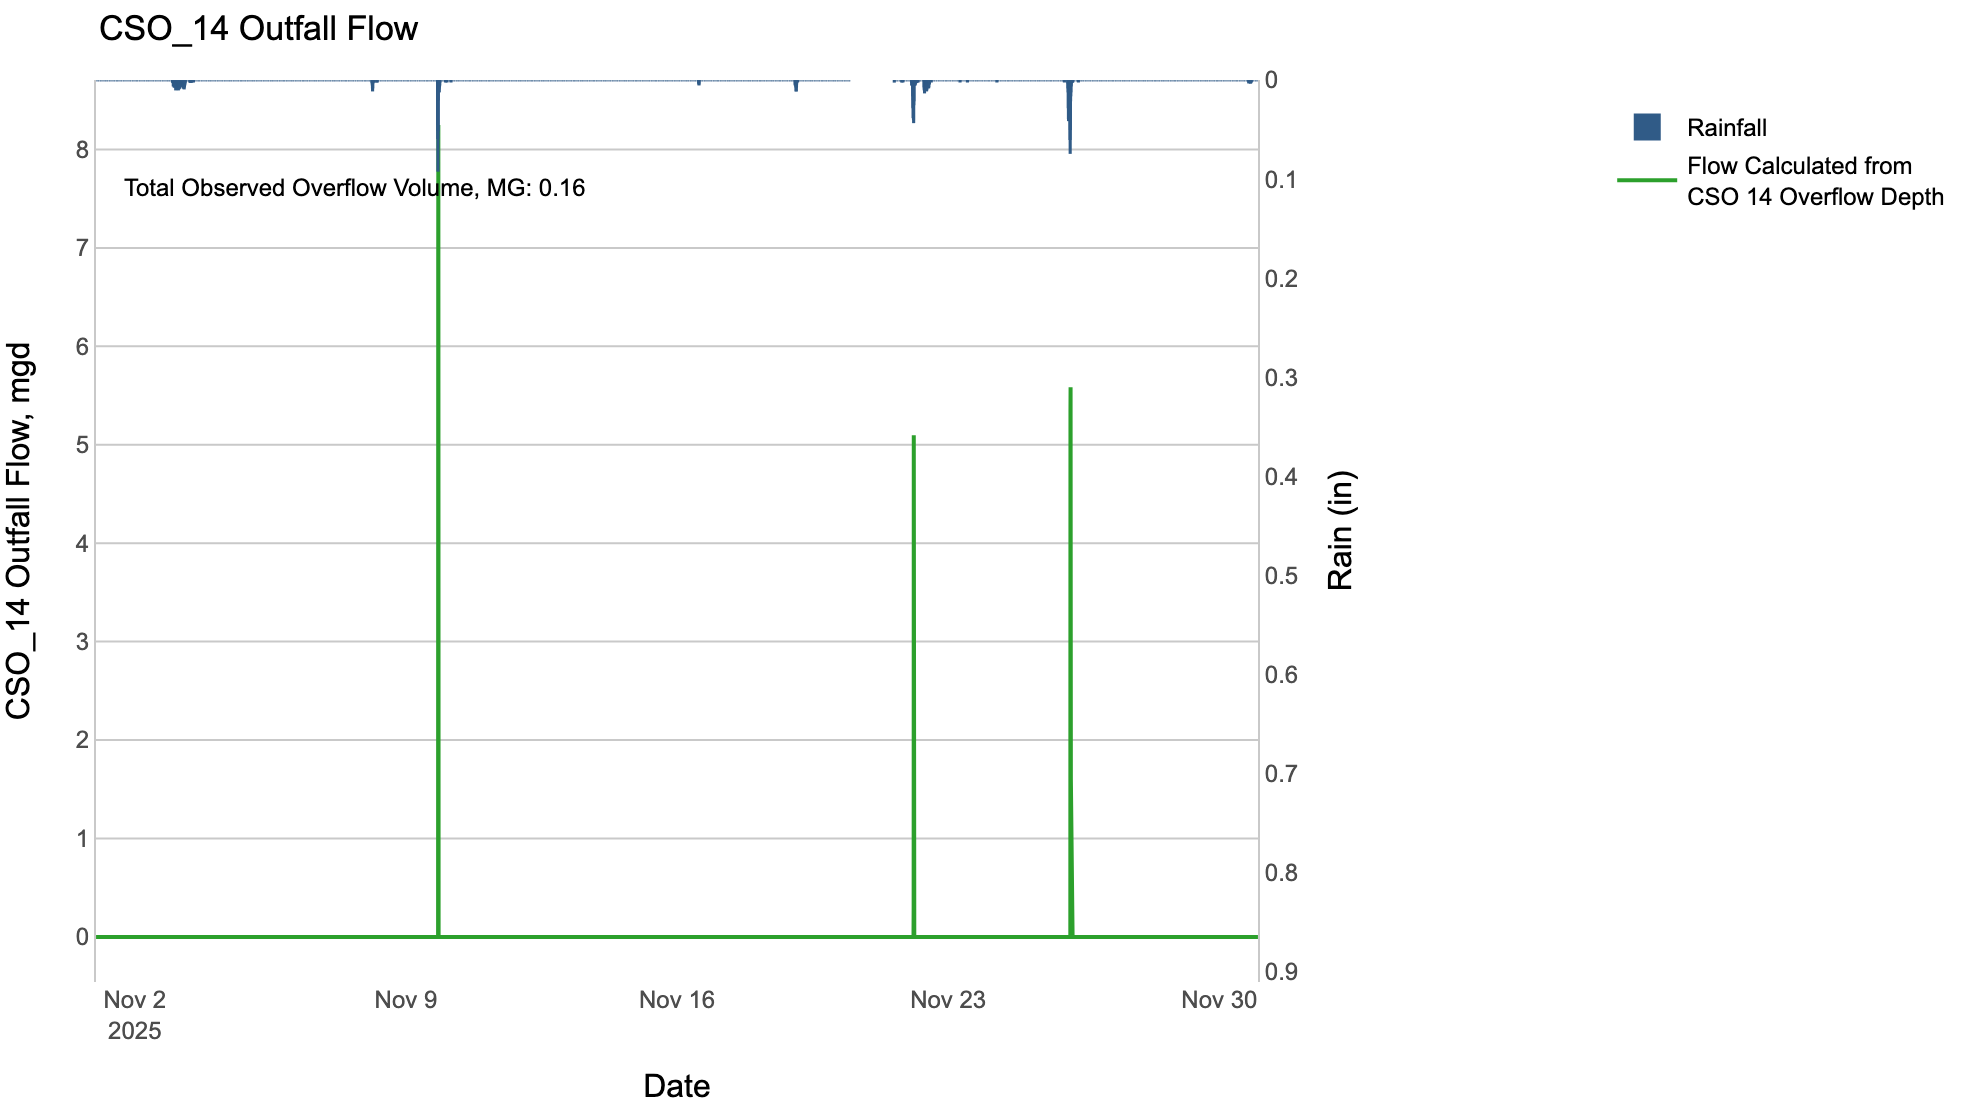 CSO_14 Outfall Flow
Rainfall
Flow Calculated from
CSO 14 Overflow Depth
Total Observed Overflow Volume, MG: 0.16
CSO_14 Outfall Flow, mgd
8
7
6
5
4
3
2
1
0
0
0.1
0.2
0.3
0.4
0.5
0.6
0.7
0.8
0.9
Rain (in)
Nov 2 Nov 9 Nov 16 Nov 23 Nov 30
2025
Date